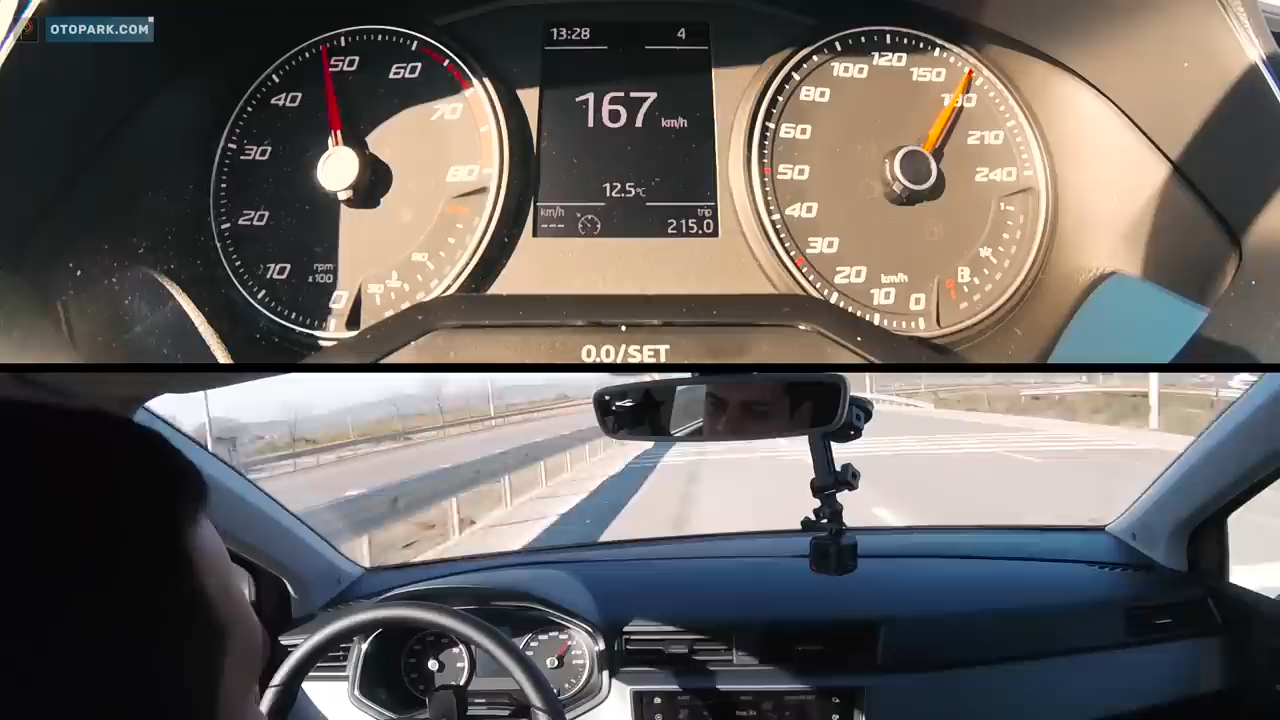 OTOPARK.COM
13:28 4
167 km/h
12.5°C
km/h trip
--- 215.0
0 10 20 30 40 50 60 70 80
rpm
x100
0 10 20 30 40 50 60 80 100 120 150 180 210 240
km/h
0.0/SET